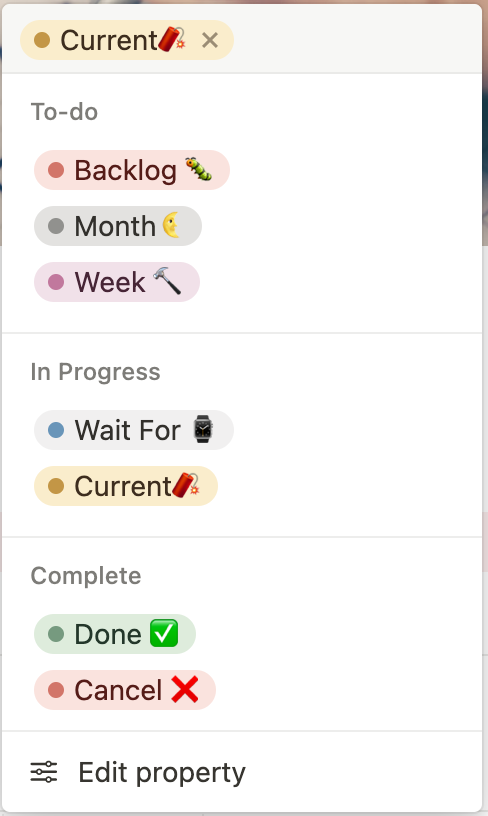 Current🧨 ×
To-do
Backlog 🐛
Month🌜
Week 🔨
In Progress
Wait For ⌚
Current🧨
Complete
Done ✅
Cancel ❌
Edit property